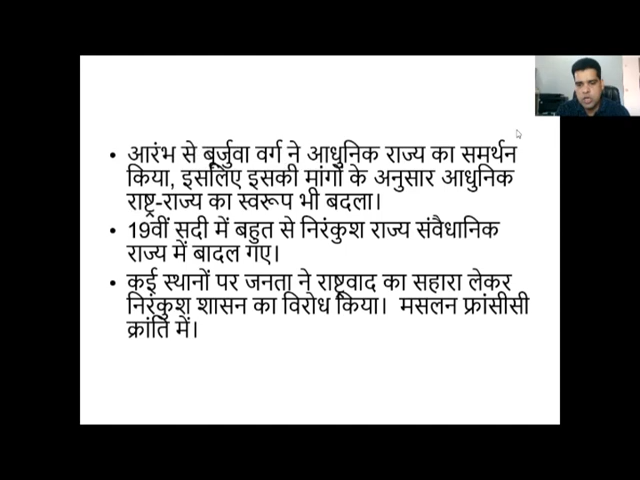 • आरंभ से बूर्जुवा वर्ग ने आधुनिक राज्य का समर्थन
किया, इसलिए इसकी मांगों के अनुसार आधुनिक
राष्ट्र-राज्य का स्वरूप भी बदला।
• 19वीं सदी में बहुत से निरंकुश राज्य संवैधानिक
राज्य में बादल गए।
• कई स्थानों पर जनता ने राष्ट्रवाद का सहारा लेकर
निरंकुश शासन का विरोध किया। मसलन फ्रांसीसी
क्रांति में।